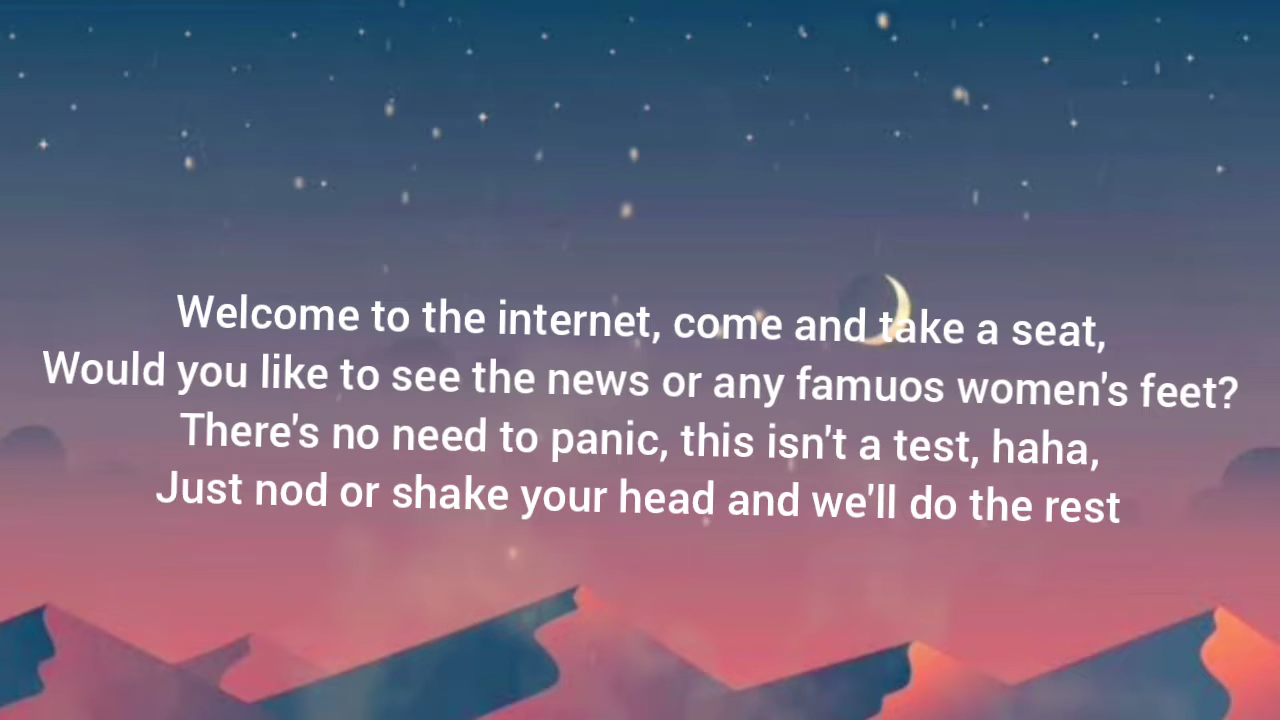 Welcome to the internet, come and take a seat,
Would you like to see the news or any famuos women's feet?
There's no need to panic, this isn't a test, haha,
Just nod or shake your head and we'll do the rest